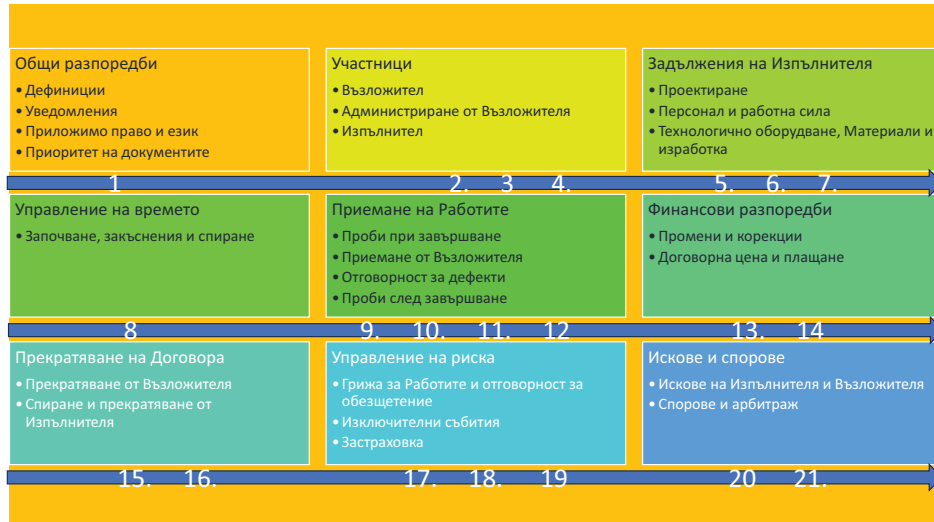 Общи разпоредби
• Дефиниции
• Уведомления
• Приложимо право и език
• Приоритет на документите
Участници
• Възложител
• Администриране от Възложителя
• Изпълнител
Задължения на Изпълнителя
• Проектиране
• Персонал и работна сила
• Технологично оборудване, Материали и
изработка
1 2. 3 4. 5. 6. 7.
Управление на времето
• Започване, закъснения и спиране
Приемане на Работите
• Проби при завършване
• Приемане от Възложителя
• Отговорност за дефекти
• Проби след завършване
Финансови разпоредби
• Промени и корекции
• Договорна цена и плащане
8 9. 10. 11. 12 13. 14
Прекратяване на Договора
• Прекратяване от Възложителя
• Спиране и прекратяване от
Изпълнителя
Управление на риска
• Грижа за Работите и отговорност за
обезщетение
• Изключителни събития
• Застраховка
Искове и спорове
• Искове на Изпълнителя и Възложителя
• Спорове и арбитраж
15. 16. 17. 18. 19 20 21.